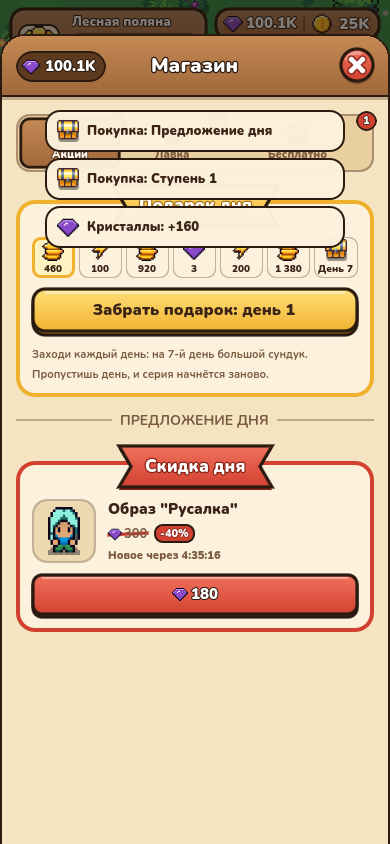 Лесная поляна
100.1K
25K
100.1K
Магазин
1
Покупка: Предложение дня
Акции
Лавка
Бесплатно
Покупка: Ступень 1
Подарок дня
Кристаллы: +160
460
100
920
3
200
1 380
День 7
Забрать подарок: день 1
Заходи каждый день: на 7-й день большой сундук.
Пропустишь день, и серия начнётся заново.
ПРЕДЛОЖЕНИЕ ДНЯ
Скидка дня
Образ "Русалка"
300 -40%
Новое через 4:35:16
180